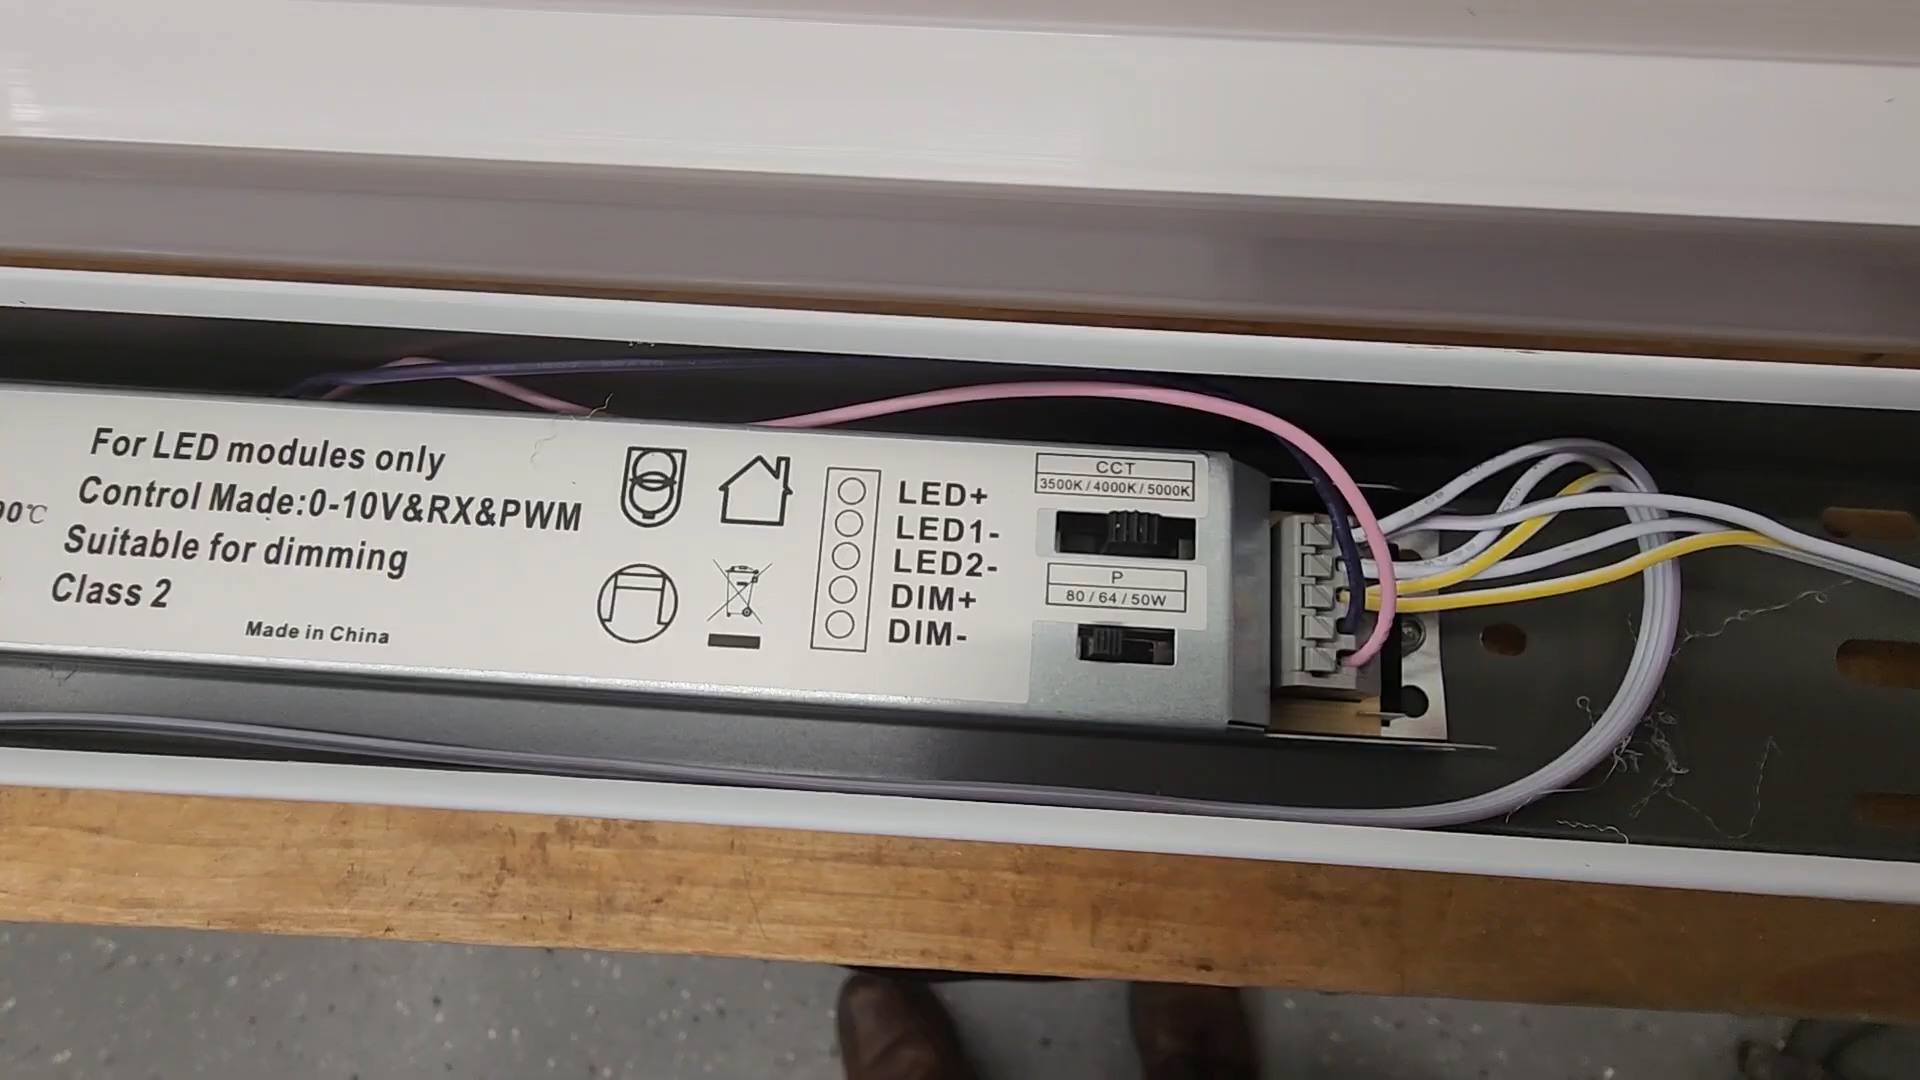 For LED modules only
Control Made:0-10V&RX&PWM
Suitable for dimming
Class 2
Made in China
LED+
LED1-
LED2-
DIM+
DIM-
CCT
3500K / 4000K / 5000K
P
80 / 64 / 50W